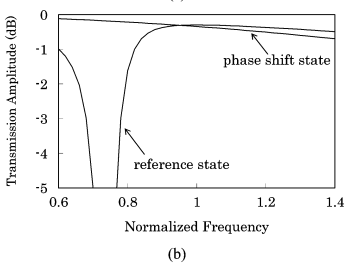 Transmission Amplitude (dB)
0
-1
-2
-3
-4
-5
phase shift state
reference state
0.6
0.8
1
1.2
1.4
Normalized Frequency
(b)